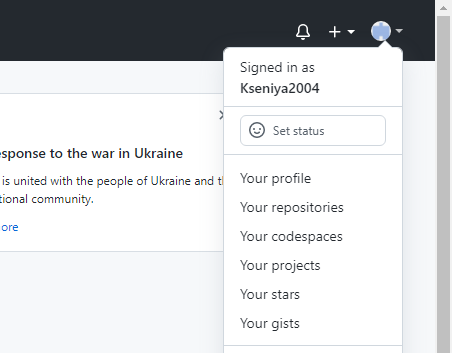 Signed in as
Kseniya2004
Set status
esponse to the war in Ukraine
is united with the people of Ukraine and th
tional community.
ore
Your profile
Your repositories
Your codespaces
Your projects
Your stars
Your gists